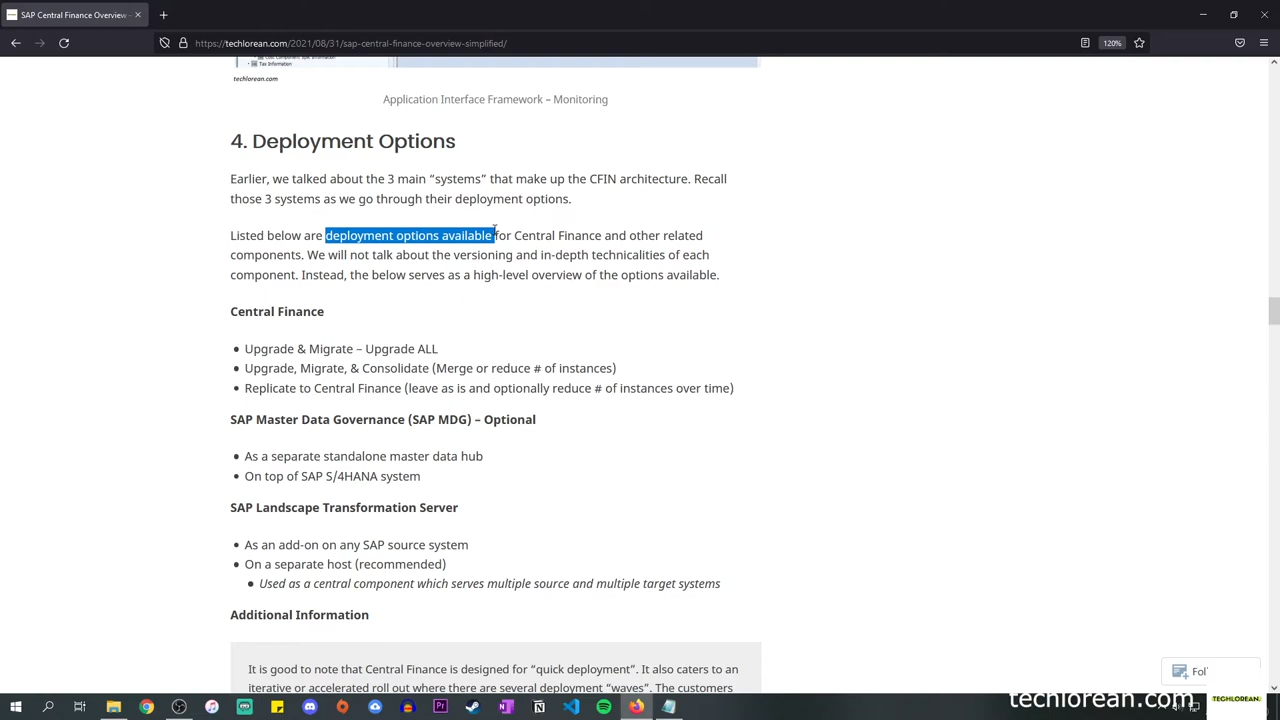 SAP Central Finance Overview -
https://techlorean.com/2021/08/31/sap-central-finance-overview-simplified/
120%
Tax Information
techlorean.com
Application Interface Framework – Monitoring
4. Deployment Options
Earlier, we talked about the 3 main “systems” that make up the CFIN architecture. Recall
those 3 systems as we go through their deployment options.
Listed below are deployment options available for Central Finance and other related
components. We will not talk about the versioning and in-depth technicalities of each
component. Instead, the below serves as a high-level overview of the options available.
Central Finance
Upgrade & Migrate – Upgrade ALL
Upgrade, Migrate, & Consolidate (Merge or reduce # of instances)
Replicate to Central Finance (leave as is and optionally reduce # of instances over time)
SAP Master Data Governance (SAP MDG) – Optional
As a separate standalone master data hub
On top of SAP S/4HANA system
SAP Landscape Transformation Server
As an add-on on any SAP source system
On a separate host (recommended)
Used as a central component which serves multiple source and multiple target systems
Additional Information
It is good to note that Central Finance is designed for “quick deployment”. It also caters to an
iterative or accelerated roll out where there are several deployment “waves”. The customers
Fol
techlorean.com
TECHLOREAN